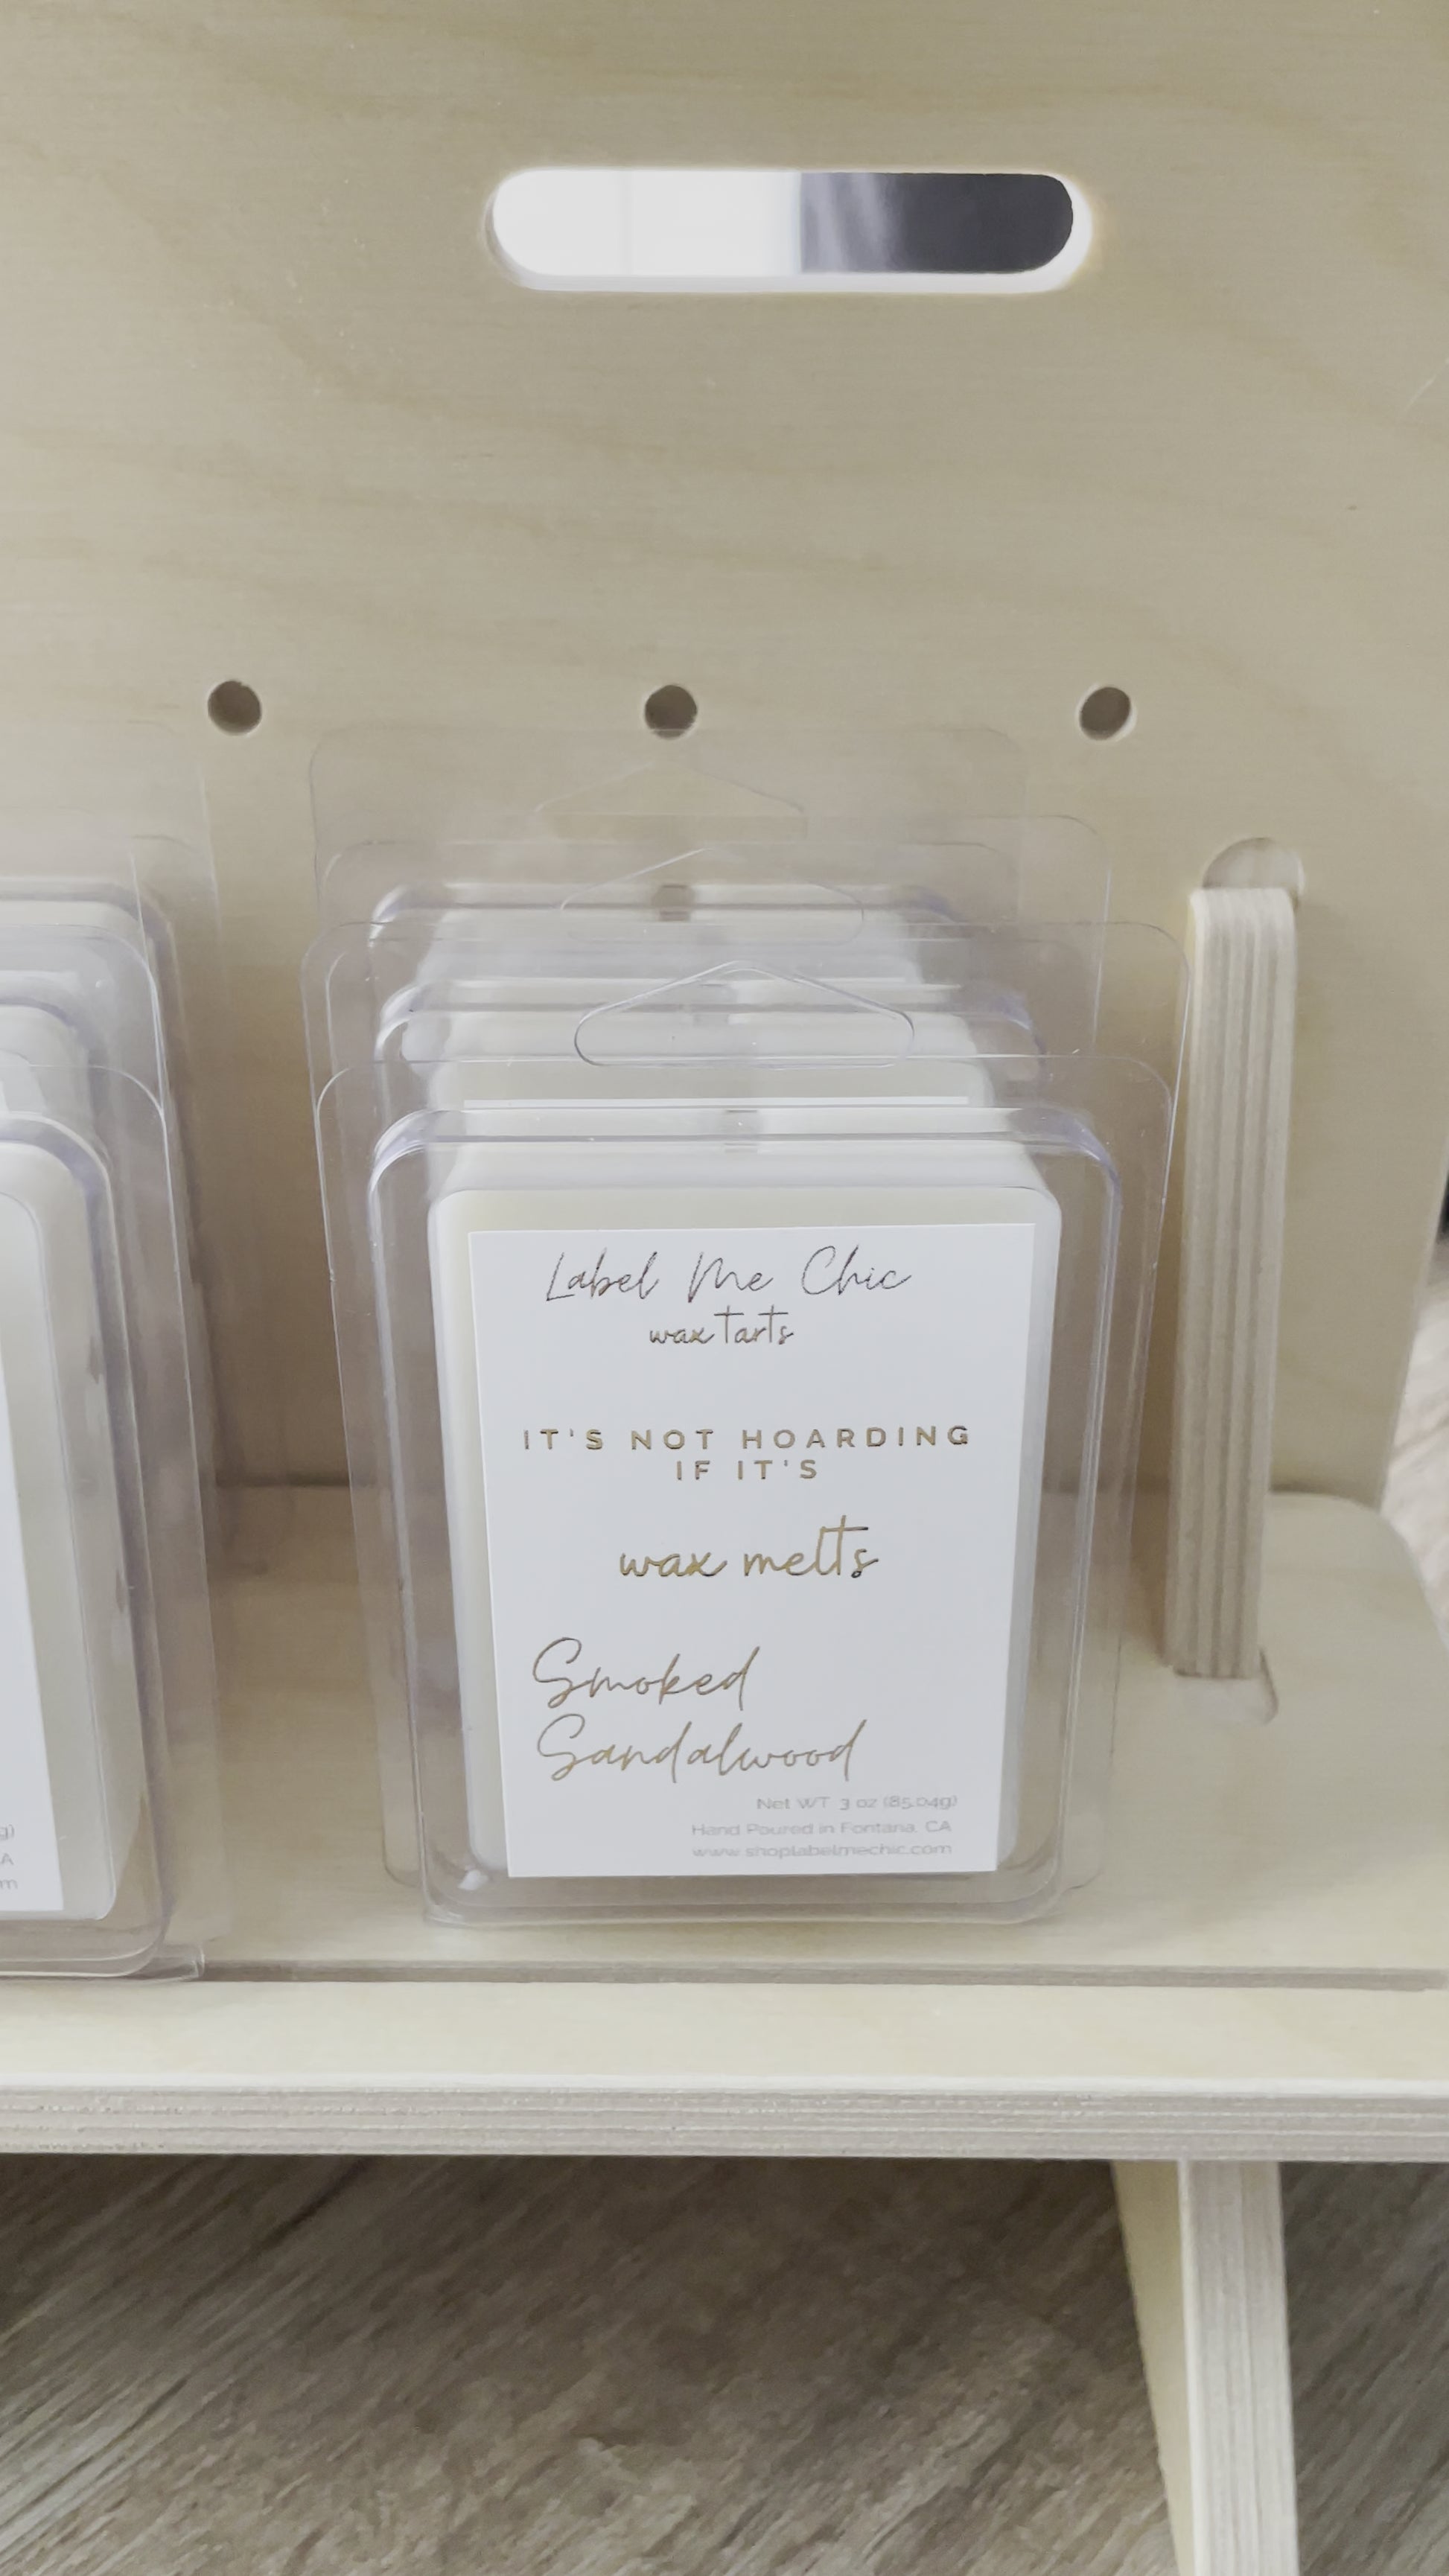 Label Me Chic
wax tarts
IT'S NOT HOARDING
IF IT'S
wax melts
Smoked
Sandalwood
Net WT 3 oz (85.04g)
Hand Poured in Fontana, CA
www.shoplabelmechic.com
g)
A
m